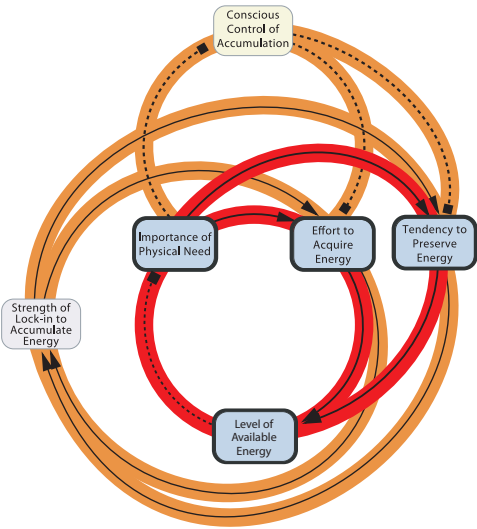 Conscious
Control of
Accumulation
Importance of
Physical Need
Effort to
Acquire
Energy
Tendency to
Preserve
Energy
Strength of
Lock-in to
Accumulate
Energy
Level of
Available
Energy